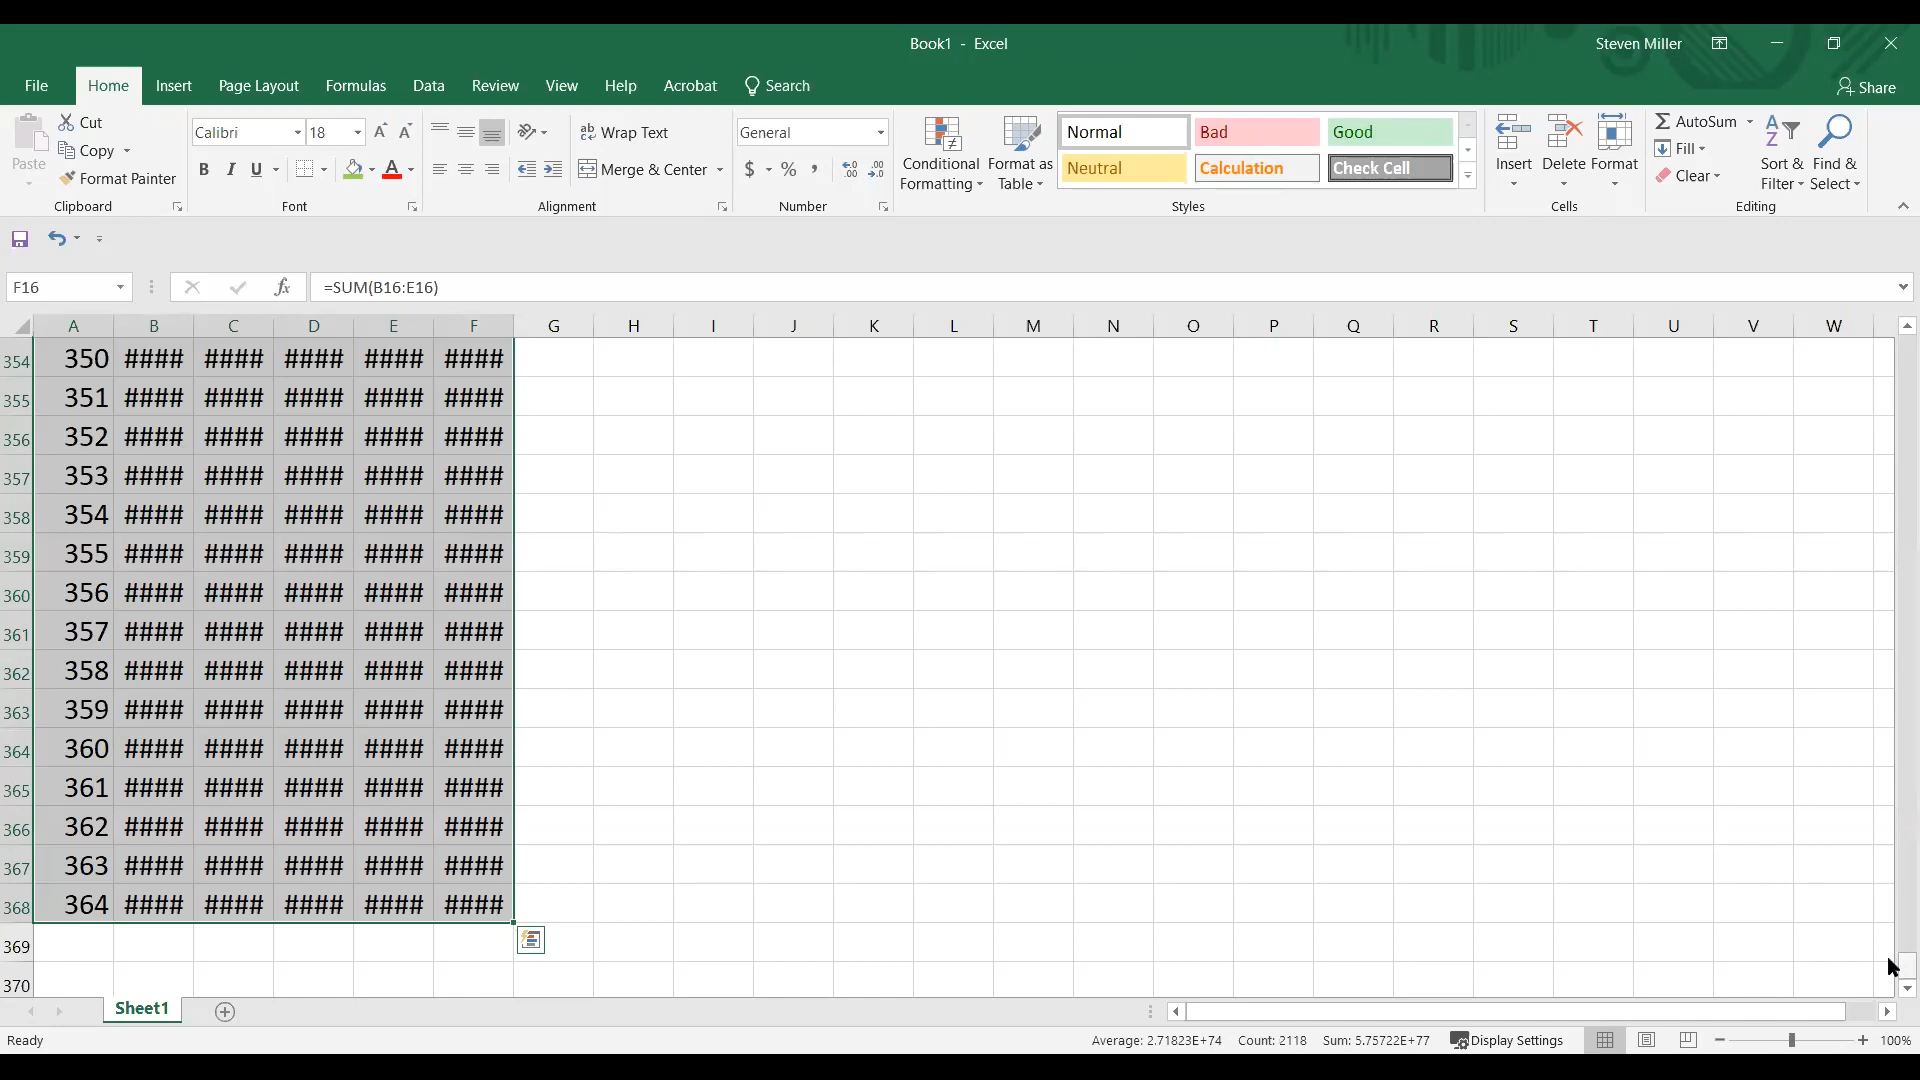 Book1 - Excel
Steven Miller
File Home Insert Page Layout Formulas Data Review View Help Acrobat Search Share
Cut
Copy
Format Painter
Paste
Clipboard
Calibri 18
B I U A
Font
Wrap Text
Merge & Center
Alignment
General
$ % ,
Number
Conditional Formatting
Format as Table
Normal Bad Good
Neutral Calculation Check Cell
Styles
Insert Delete Format
Cells
AutoSum
Fill
Clear
Sort & Filter
Find & Select
Editing
F16 fx =SUM(B16:E16)
A B C D E F G H I J K L M N O P Q R S T U V W
354 350 #### #### #### #### ####
355 351 #### #### #### #### ####
356 352 #### #### #### #### ####
357 353 #### #### #### #### ####
358 354 #### #### #### #### ####
359 355 #### #### #### #### ####
360 356 #### #### #### #### ####
361 357 #### #### #### #### ####
362 358 #### #### #### #### ####
363 359 #### #### #### #### ####
364 360 #### #### #### #### ####
365 361 #### #### #### #### ####
366 362 #### #### #### #### ####
367 363 #### #### #### #### ####
368 364 #### #### #### #### ####
369
370
Sheet1
Ready Average: 2.71823E+74 Count: 2118 Sum: 5.75722E+77 Display Settings 100%